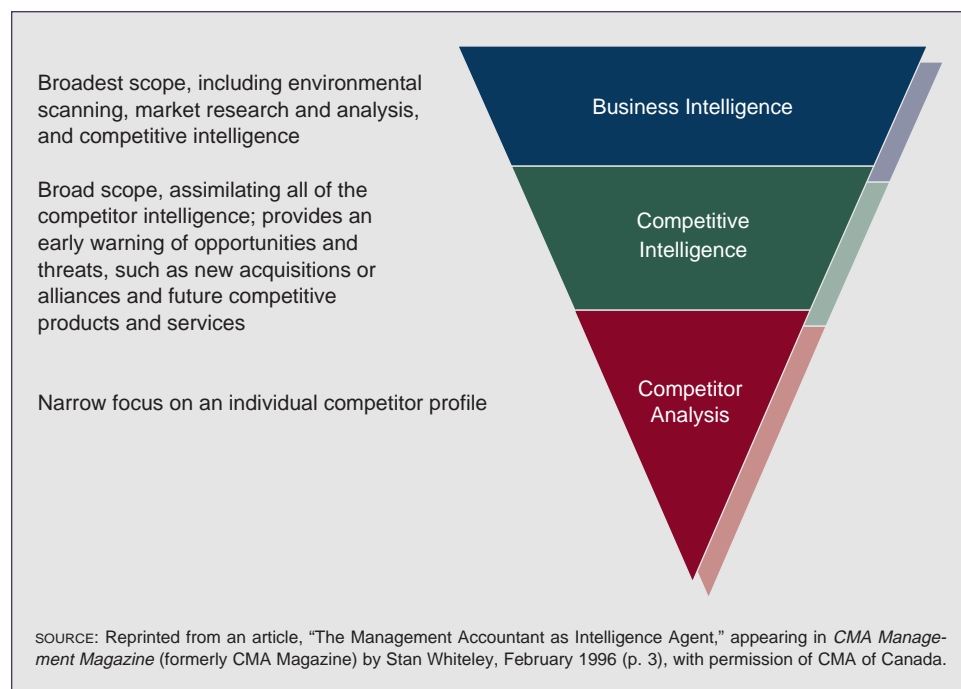 Broadest scope, including environmental
scanning, market research and analysis,
and competitive intelligence
Business Intelligence
Broad scope, assimilating all of the
competitor intelligence; provides an
early warning of opportunities and
threats, such as new acquisitions or
alliances and future competitive
products and services
Competitive
Intelligence
Narrow focus on an individual competitor profile
Competitor
Analysis
SOURCE: Reprinted from an article, “The Management Accountant as Intelligence Agent,” appearing in CMA Manage-
ment Magazine (formerly CMA Magazine) by Stan Whiteley, February 1996 (p. 3), with permission of CMA of Canada.